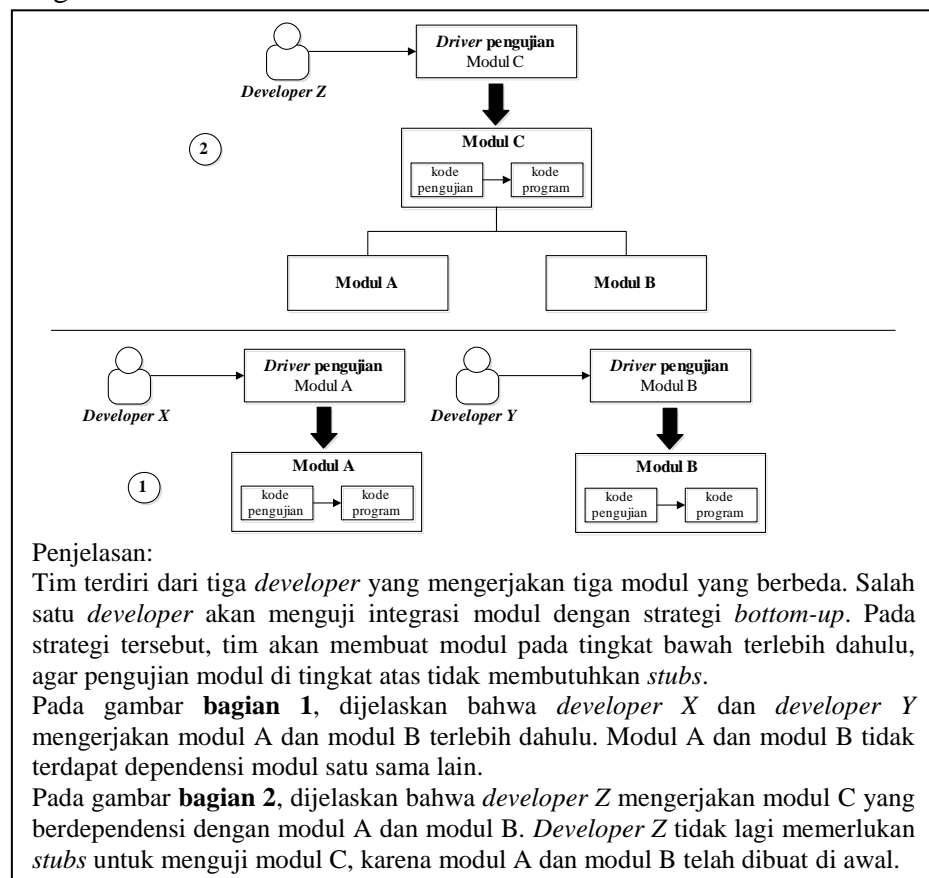 Driver pengujian
Modul C
Developer Z
2
Modul C
kode
pengujian
kode
program
Modul A
Modul B
Driver pengujian
Modul A
Driver pengujian
Modul B
Developer X
Developer Y
1
Modul A
kode
pengujian
kode
program
Modul B
kode
pengujian
kode
program
Penjelasan:
Tim terdiri dari tiga developer yang mengerjakan tiga modul yang berbeda. Salah
satu developer akan menguji integrasi modul dengan strategi bottom-up. Pada
strategi tersebut, tim akan membuat modul pada tingkat bawah terlebih dahulu,
agar pengujian modul di tingkat atas tidak membutuhkan stubs.
Pada gambar bagian 1, dijelaskan bahwa developer X dan developer Y
mengerjakan modul A dan modul B terlebih dahulu. Modul A dan modul B tidak
terdapat dependensi modul satu sama lain.
Pada gambar bagian 2, dijelaskan bahwa developer Z mengerjakan modul C yang
berdependensi dengan modul A dan modul B. Developer Z tidak lagi memerlukan
stubs untuk menguji modul C, karena modul A dan modul B telah dibuat di awal.